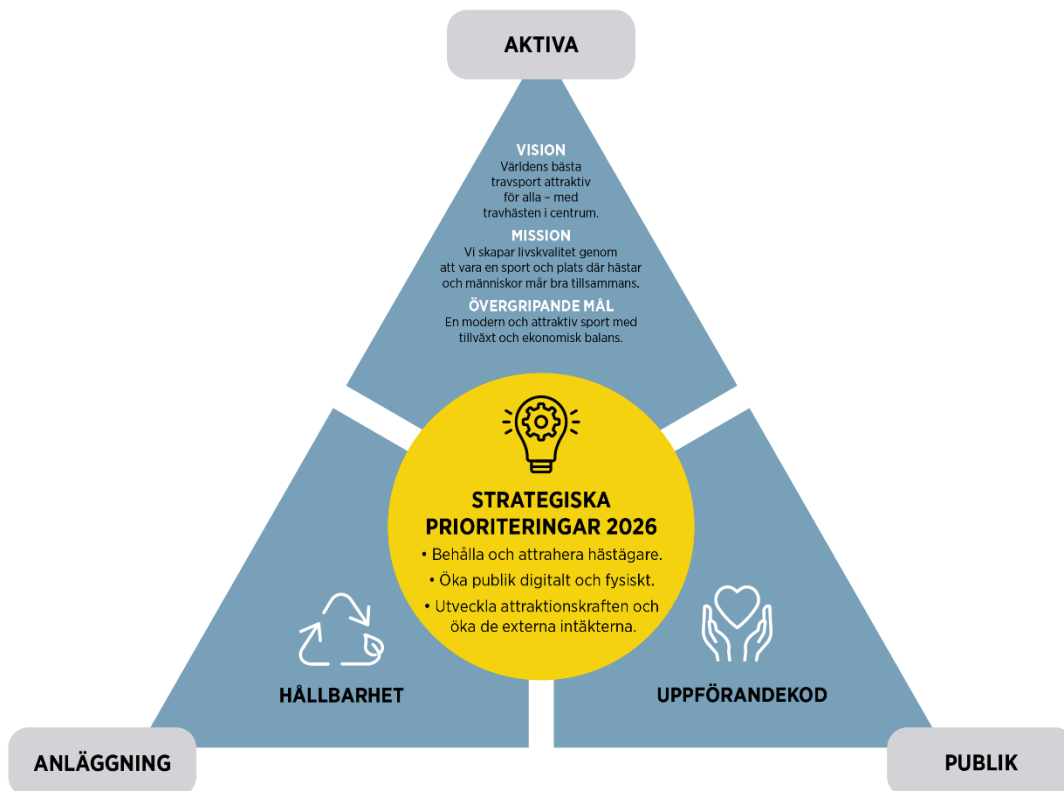 AKTIVA
VISION
Världens bästa
travsport attraktiv
för alla – med
travhästen i centrum.
MISSION
Vi skapar livskvalitet genom
att vara en sport och plats där hästar
och människor mår bra tillsammans.
ÖVERGRIPANDE MÅL
En modern och attraktiv sport med
tillväxt och ekonomisk balans.
STRATEGISKA
PRIORITERINGAR 2026
• Behålla och attrahera hästägare.
• Öka publik digitalt och fysiskt.
• Utveckla attraktionskraften och
öka de externa intäkterna.
HÅLLBARHET
UPPFÖRANDEKOD
ANLÄGGNING
PUBLIK